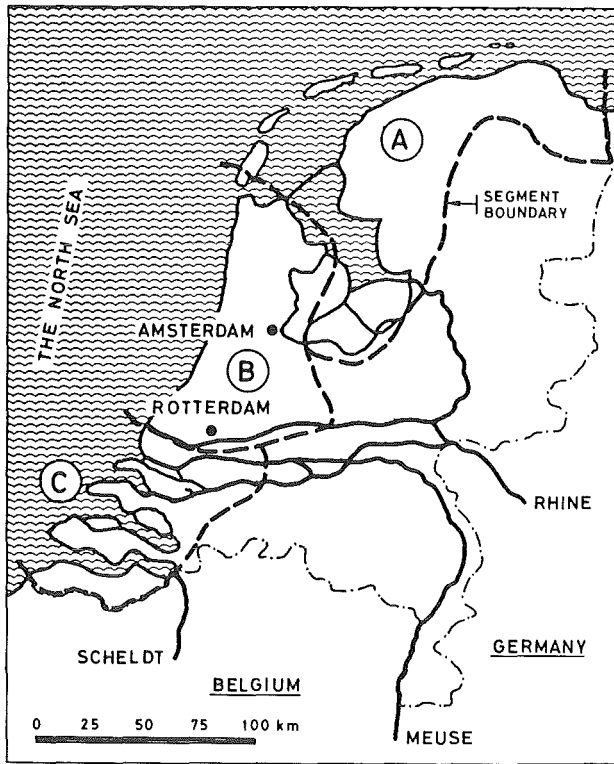 A
SEGMENT
BOUNDARY
THE NORTH SEA
AMSTERDAM
B
ROTTERDAM
C
RHINE
SCHELDT
GERMANY
BELGIUM
0 25 50 75 100 km
MEUSE